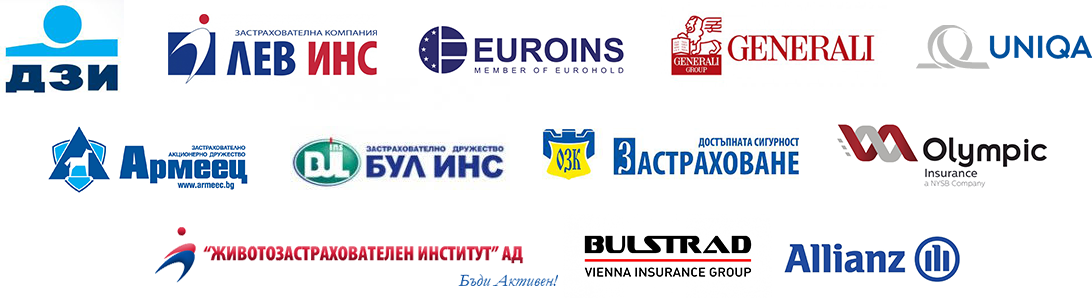 ДЗИ
ЗАСТРАХОВАТЕЛНА КОМПАНИЯ
ЛЕВ ИНС
EUROINS
MEMBER OF EUROHOLD
GENERALI
GROUP
GENERALI
UNIQA
ЗАСТРАХОВАТЕЛНО
АКЦИОНЕРНО ДРУЖЕСТВО
Армеец
www.armeec.bg
ЗАСТРАХОВАТЕЛНО ДРУЖЕСТВО
БУЛ ИНС
ОЗК
ДОСТЪПНАТА СИГУРНОСТ
ЗАСТРАХОВАНЕ
Olympic
Insurance
a NYSB Company
"ЖИВОТОЗАСТРАХОВАТЕЛЕН ИНСТИТУТ" АД
Бъди Активен!
BULSTRAD
VIENNA INSURANCE GROUP
Allianz